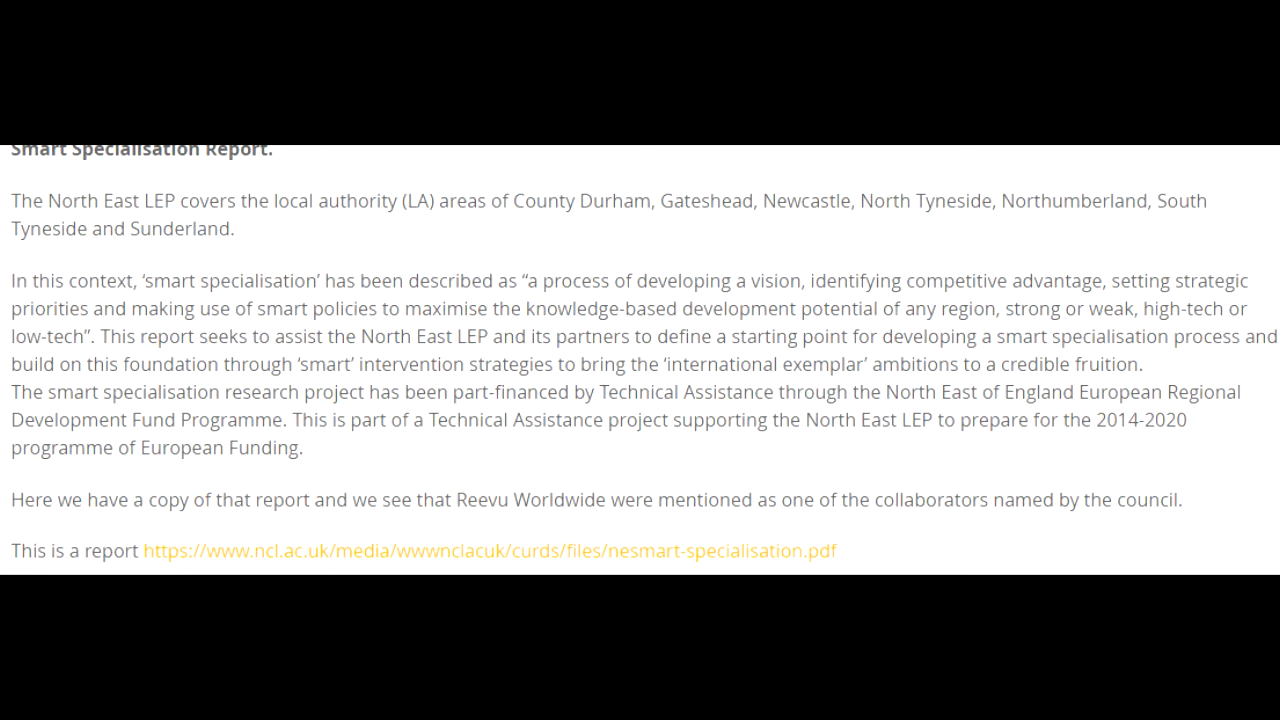 Smart Specialisation Report.
The North East LEP covers the local authority (LA) areas of County Durham, Gateshead, Newcastle, North Tyneside, Northumberland, South
Tyneside and Sunderland.
In this context, ‘smart specialisation’ has been described as “a process of developing a vision, identifying competitive advantage, setting strategic
priorities and making use of smart policies to maximise the knowledge-based development potential of any region, strong or weak, high-tech or
low-tech”. This report seeks to assist the North East LEP and its partners to define a starting point for developing a smart specialisation process and
build on this foundation through ‘smart’ intervention strategies to bring the ‘international exemplar’ ambitions to a credible fruition.
The smart specialisation research project has been part-financed by Technical Assistance through the North East of England European Regional
Development Fund Programme. This is part of a Technical Assistance project supporting the North East LEP to prepare for the 2014-2020
programme of European Funding.
Here we have a copy of that report and we see that Reevu Worldwide were mentioned as one of the collaborators named by the council.
This is a report https://www.ncl.ac.uk/media/wwwnclacuk/curds/files/nesmart-specialisation.pdf